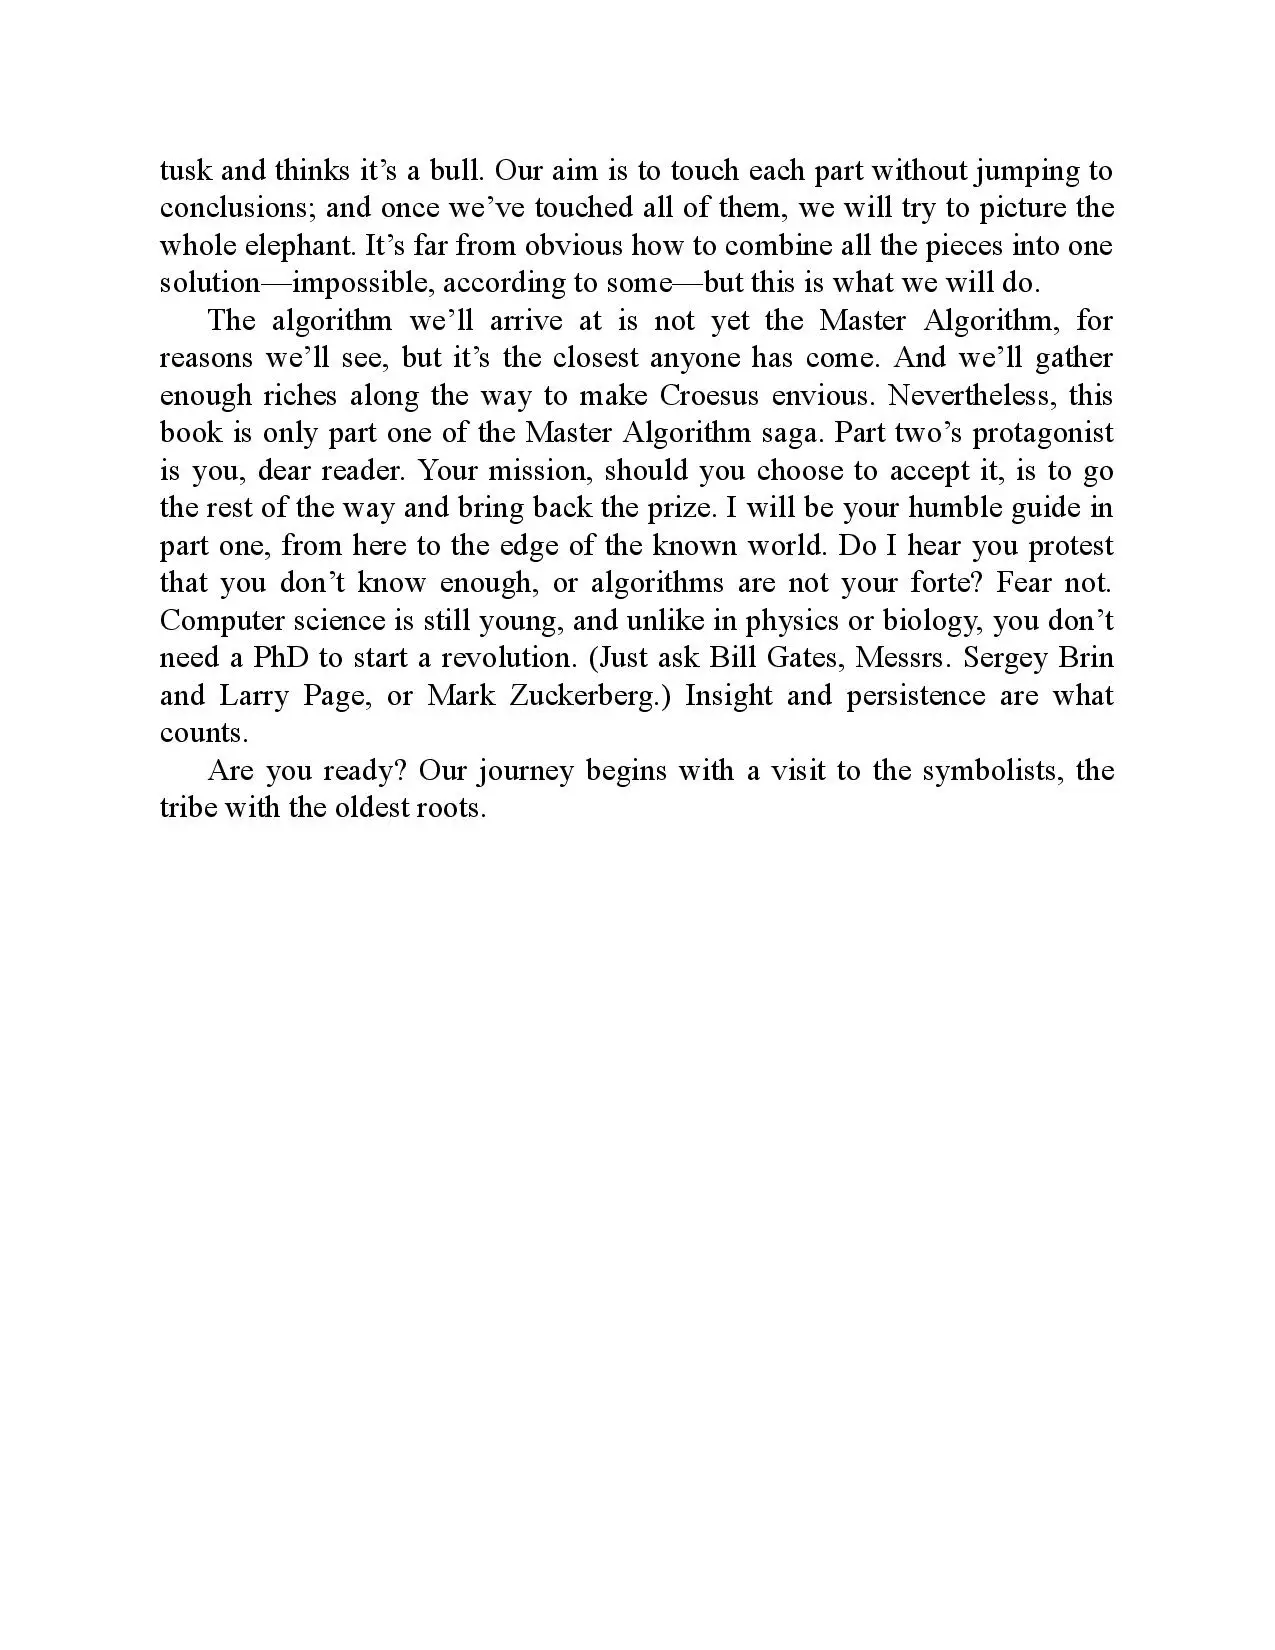 tusk and thinks it’s a bull. Our aim is to touch each part without jumping to
conclusions; and once we’ve touched all of them, we will try to picture the
whole elephant. It’s far from obvious how to combine all the pieces into one
solution—impossible, according to some—but this is what we will do.
The algorithm we’ll arrive at is not yet the Master Algorithm, for
reasons we’ll see, but it’s the closest anyone has come. And we’ll gather
enough riches along the way to make Croesus envious. Nevertheless, this
book is only part one of the Master Algorithm saga. Part two’s protagonist
is you, dear reader. Your mission, should you choose to accept it, is to go
the rest of the way and bring back the prize. I will be your humble guide in
part one, from here to the edge of the known world. Do I hear you protest
that you don’t know enough, or algorithms are not your forte? Fear not.
Computer science is still young, and unlike in physics or biology, you don’t
need a PhD to start a revolution. (Just ask Bill Gates, Messrs. Sergey Brin
and Larry Page, or Mark Zuckerberg.) Insight and persistence are what
counts.
Are you ready? Our journey begins with a visit to the symbolists, the
tribe with the oldest roots.